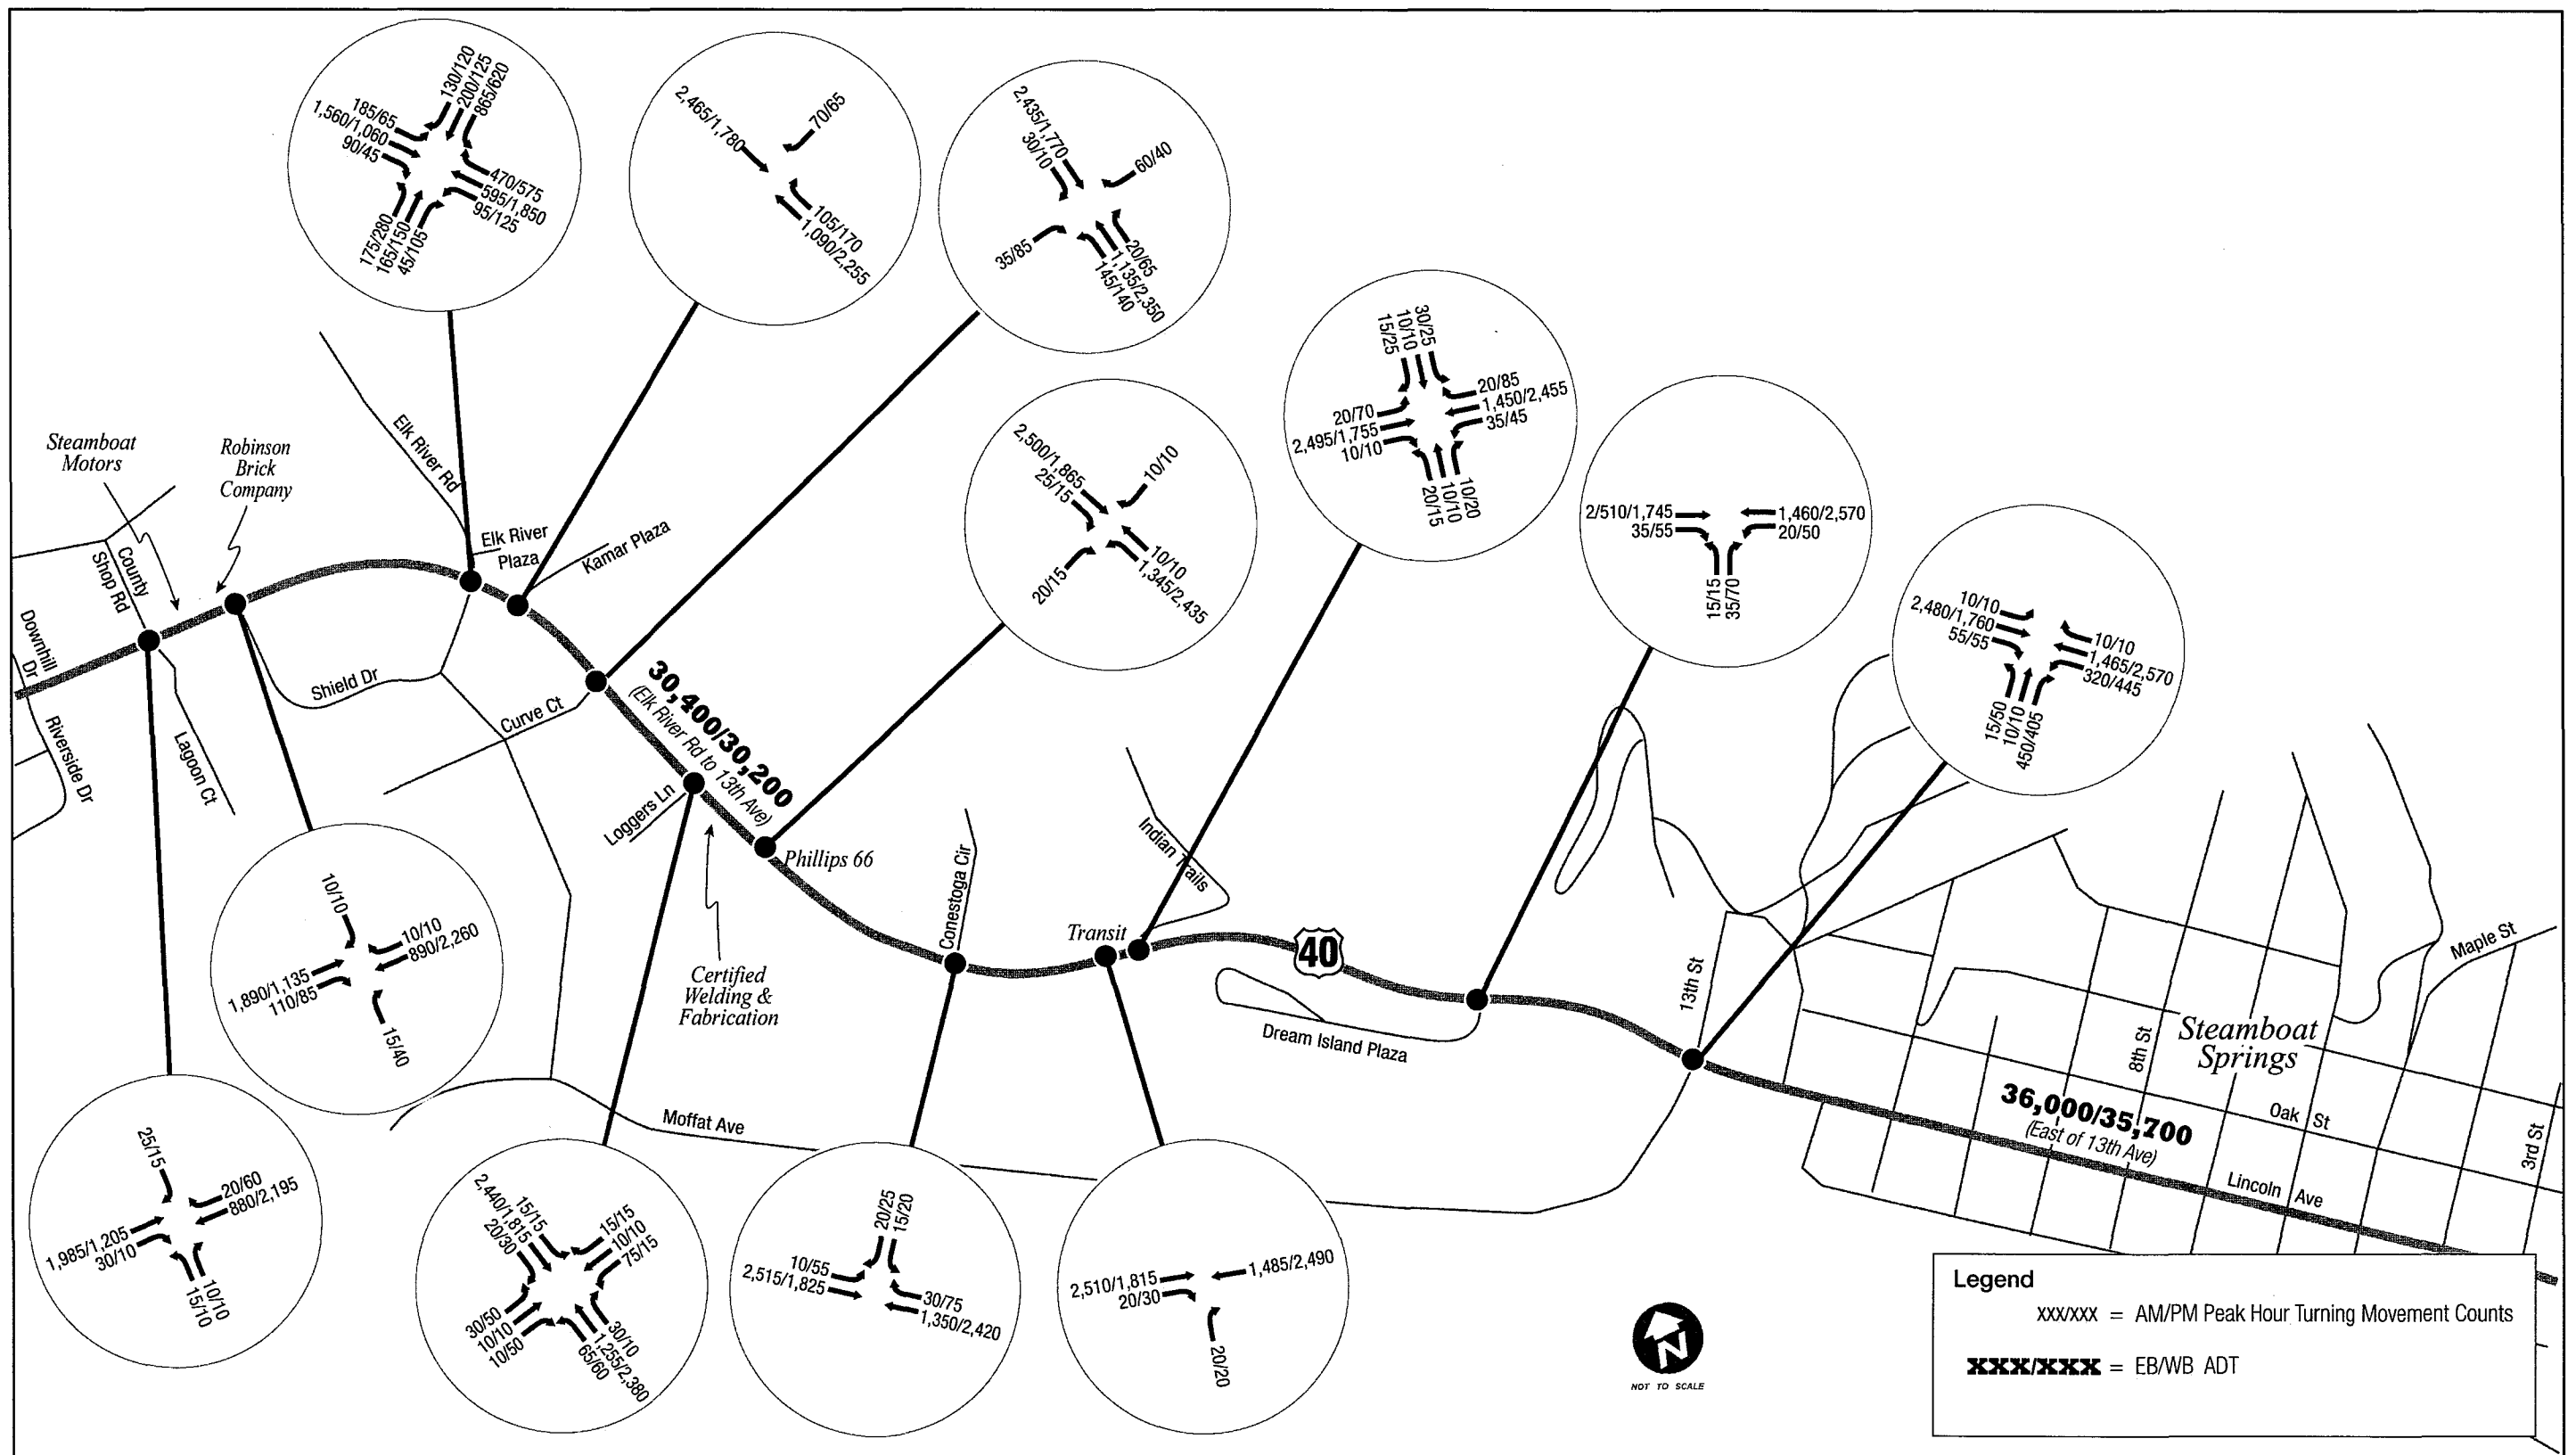 130/120
200/125
865/620
185/65
1,560/1,060
90/45
470/575
595/1,850
95/125
175/280
165/150
45/105
2,465/1,780
70/65
105/170
1,090/2,255
2,435/1,770
30/10
60/40
35/85
20/65
1,135/2,350
145/140
2,500/1,865
25/15
10/10
20/15
10/10
1,345/2,435
15/25
10/10
30/25
20/70
2,495/1,755
10/10
20/85
1,450/2,455
35/45
20/15
10/10
10/20
2/510/1,745
35/55
1,460/2,570
20/50
15/15
35/70
10/10
2,480/1,760
55/55
10/10
1,465/2,570
320/445
15/50
10/10
450/405
Steamboat
Motors
Robinson
Brick
Company
Elk River Rd
Elk River
Plaza
Kamar Plaza
County
Shop Rd
Downhill
Dr
Riverside Dr
Lagoon Ct
Shield Dr
Curve Ct
30,400/30,200
(Elk River Rd to 13th Ave)
Loggers Ln
Phillips 66
Certified
Welding &
Fabrication
Conestoga Cir
Indian Trails
Transit
40
Dream Island Plaza
13th St
8th St
Steamboat
Springs
Maple St
Oak St
3rd St
36,000/35,700
(East of 13th Ave)
Lincoln Ave
Moffat Ave
10/10
10/10
890/2,260
1,890/1,135
110/85
15/40
25/15
20/60
880/2,195
1,985/1,205
30/10
10/10
15/10
15/15
2,440/1,815
20/30
15/15
10/10
75/15
30/50
10/10
10/50
30/10
1,255/2,380
65/60
20/25
15/20
10/55
2,515/1,825
30/75
1,350/2,420
2,510/1,815
20/30
1,485/2,490
20/20
N
NOT TO SCALE
Legend
xxx/xxx = AM/PM Peak Hour Turning Movement Counts
XXX/XXX = EB/WB ADT